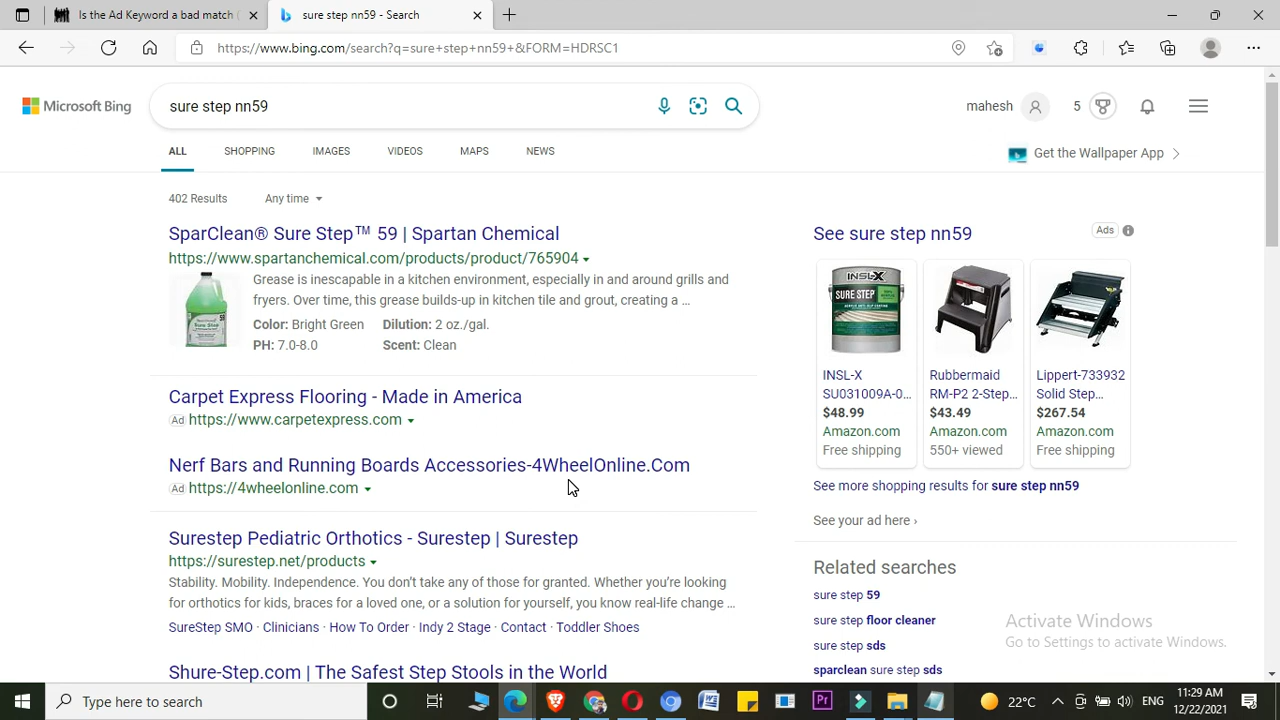 Is the Ad Keyword Dead match (
sure step nn59 - Search
https://www.bing.com/search?q=sure+step+nn59+&FORM=HDRSC1
Microsoft Bing
sure step nn59
mahesh
5
ALL
SHOPPING
IMAGES
VIDEOS
MAPS
NEWS
Get the Wallpaper App
402 Results
Any time
SparClean® Sure Step™ 59 | Spartan Chemical
https://www.spartanchemical.com/products/product/765904
Grease is inescapable in a kitchen environment, especially in and around grills and
fryers. Over time, this grease builds-up in kitchen tile and grout, creating a ...
Color: Bright Green
Dilution: 2 oz./gal.
PH: 7.0-8.0
Scent: Clean
Carpet Express Flooring - Made in America
Ad https://www.carpetexpress.com
Nerf Bars and Running Boards Accessories-4WheelOnline.Com
Ad https://4wheelonline.com
Surestep Pediatric Orthotics - Surestep | Surestep
https://surestep.net/products
Stability. Mobility. Independence. You don't take any of those for granted. Whether you're looking
for orthotics for kids, braces for a loved one, or a solution for yourself, you know real-life change ...
SureStep SMO · Clinicians · How To Order · Indy 2 Stage · Contact · Toddler Shoes
Shure-Step.com | The Safest Step Stools in the World
See sure step nn59
Ads
INSL-X
SURE STEP
INSL-X
SU031009A-0...
$48.99
Amazon.com
Free shipping
Rubbermaid
RM-P2 2-Step...
$43.49
Amazon.com
550+ viewed
Lippert-733932
Solid Step...
$267.54
Amazon.com
Free shipping
See more shopping results for sure step nn59
See your ad here ›
Related searches
sure step 59
sure step floor cleaner
sure step sds
sparclean sure step sds
Activate Windows
Go to Settings to activate Windows.
Type here to search
22°C
ENG
11:29 AM
12/22/2021